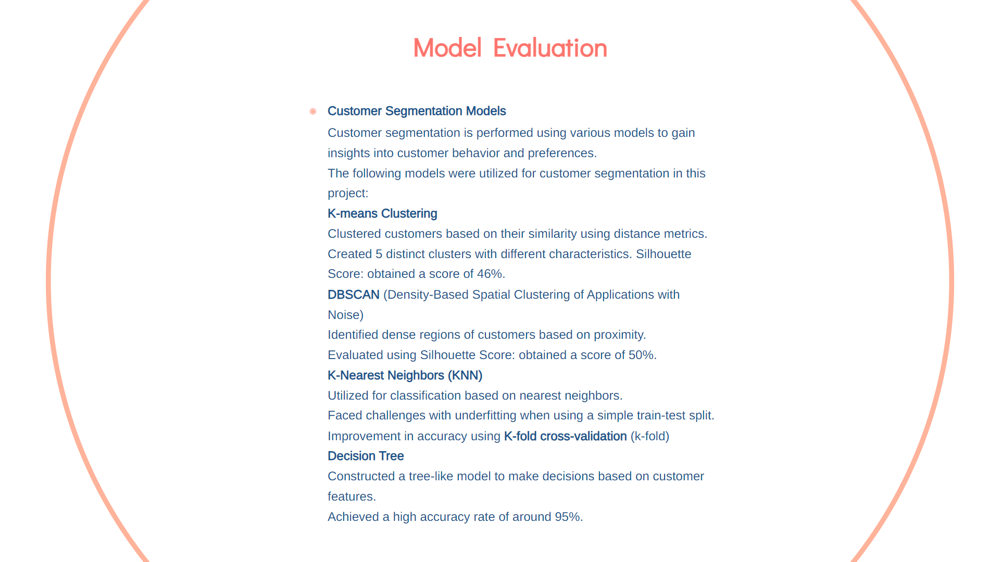 Model Evaluation
Customer Segmentation Models
Customer segmentation is performed using various models to gain
insights into customer behavior and preferences.
The following models were utilized for customer segmentation in this
project:
K-means Clustering
Clustered customers based on their similarity using distance metrics.
Created 5 distinct clusters with different characteristics. Silhouette
Score: obtained a score of 46%.
DBSCAN (Density-Based Spatial Clustering of Applications with
Noise)
Identified dense regions of customers based on proximity.
Evaluated using Silhouette Score: obtained a score of 50%.
K-Nearest Neighbors (KNN)
Utilized for classification based on nearest neighbors.
Faced challenges with underfitting when using a simple train-test split.
Improvement in accuracy using K-fold cross-validation (k-fold)
Decision Tree
Constructed a tree-like model to make decisions based on customer
features.
Achieved a high accuracy rate of around 95%.